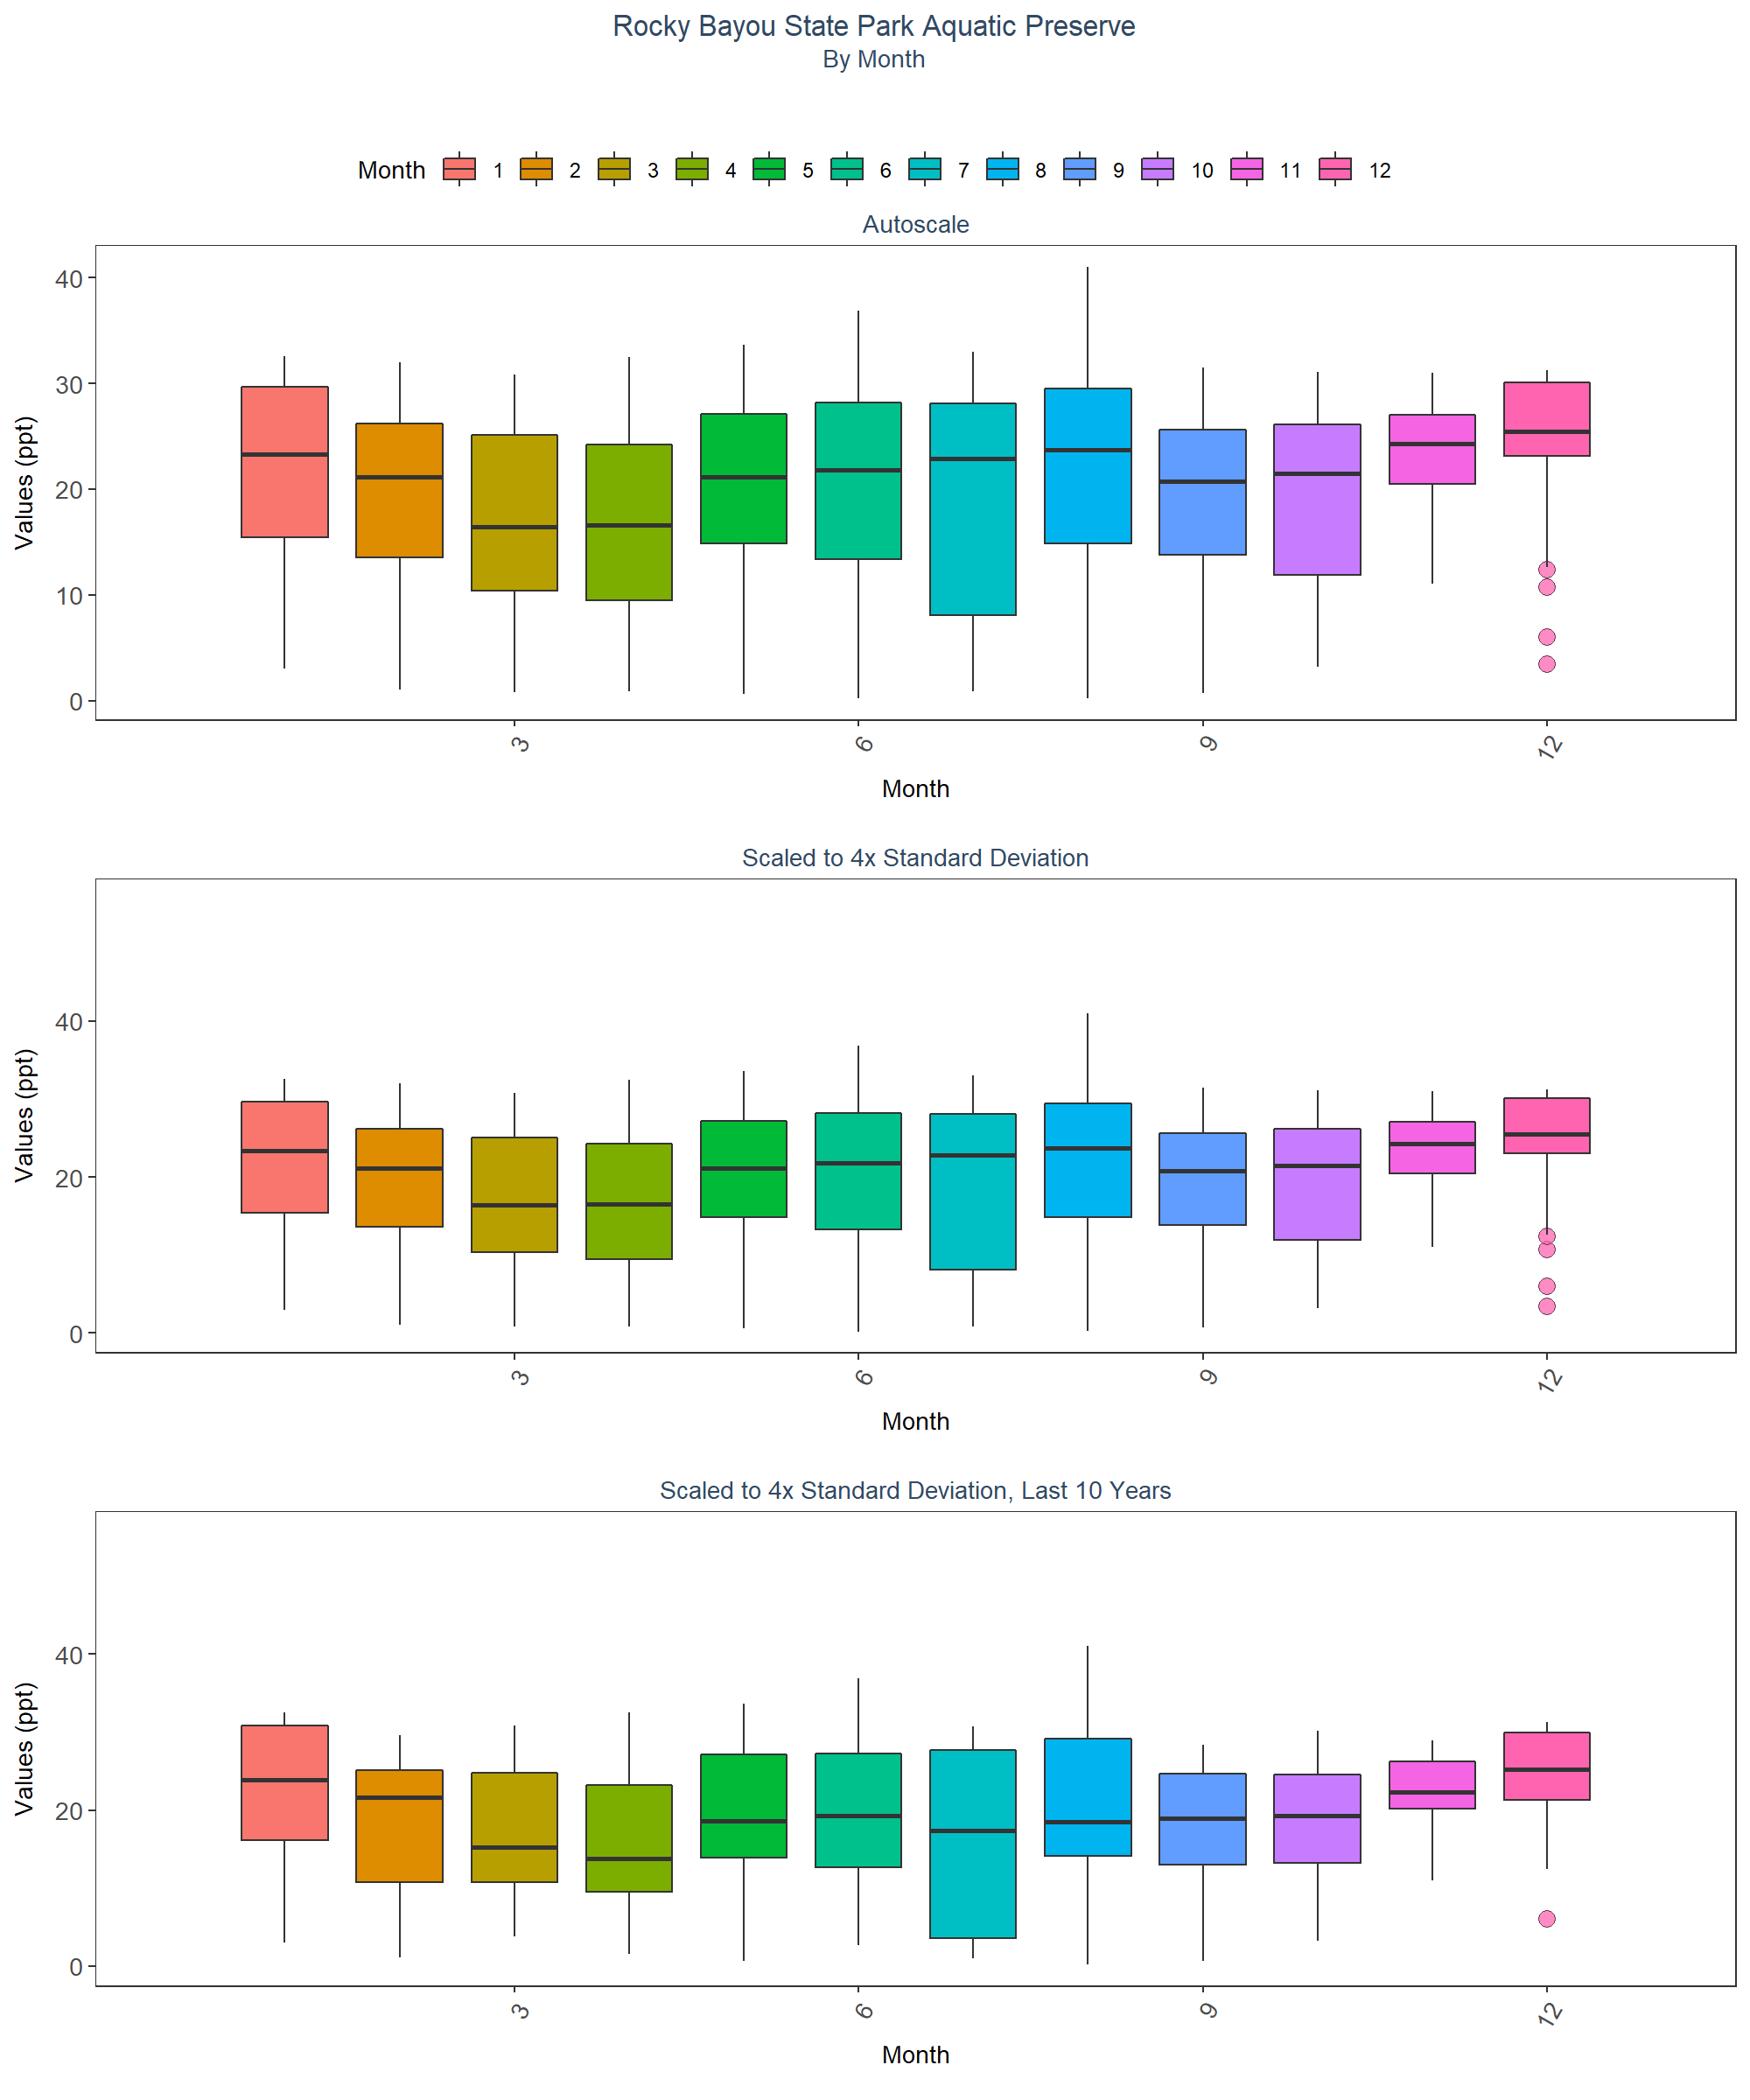 Rocky Bayou State Park Aquatic Preserve
By Month
Month 1 2 3 4 5 6 7 8 9 10 11 12
Autoscale
Values (ppt)
40
30
20
10
0
3 6 9 12
Month
Scaled to 4x Standard Deviation
Values (ppt)
40
20
0
3 6 9 12
Month
Scaled to 4x Standard Deviation, Last 10 Years
Values (ppt)
40
20
0
3 6 9 12
Month